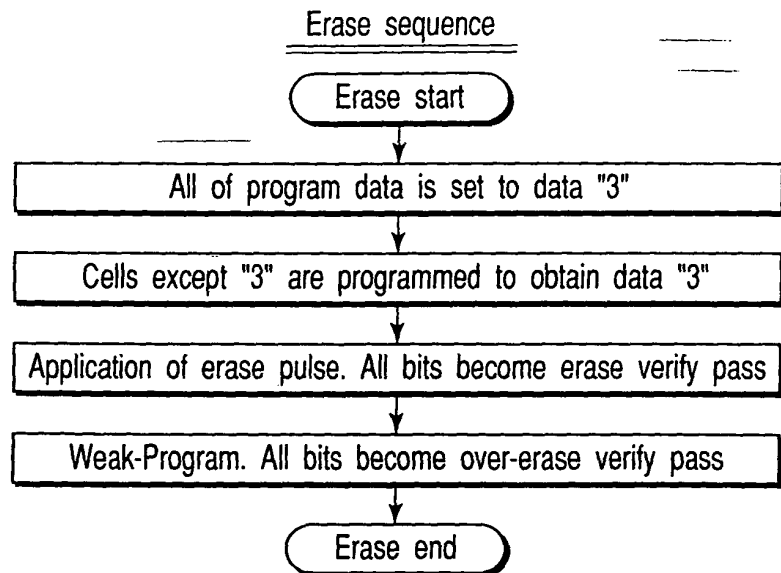 Erase sequence
Erase start
All of program data is set to data "3"
Cells except "3" are programmed to obtain data "3"
Application of erase pulse. All bits become erase verify pass
Weak-Program. All bits become over-erase verify pass
Erase end